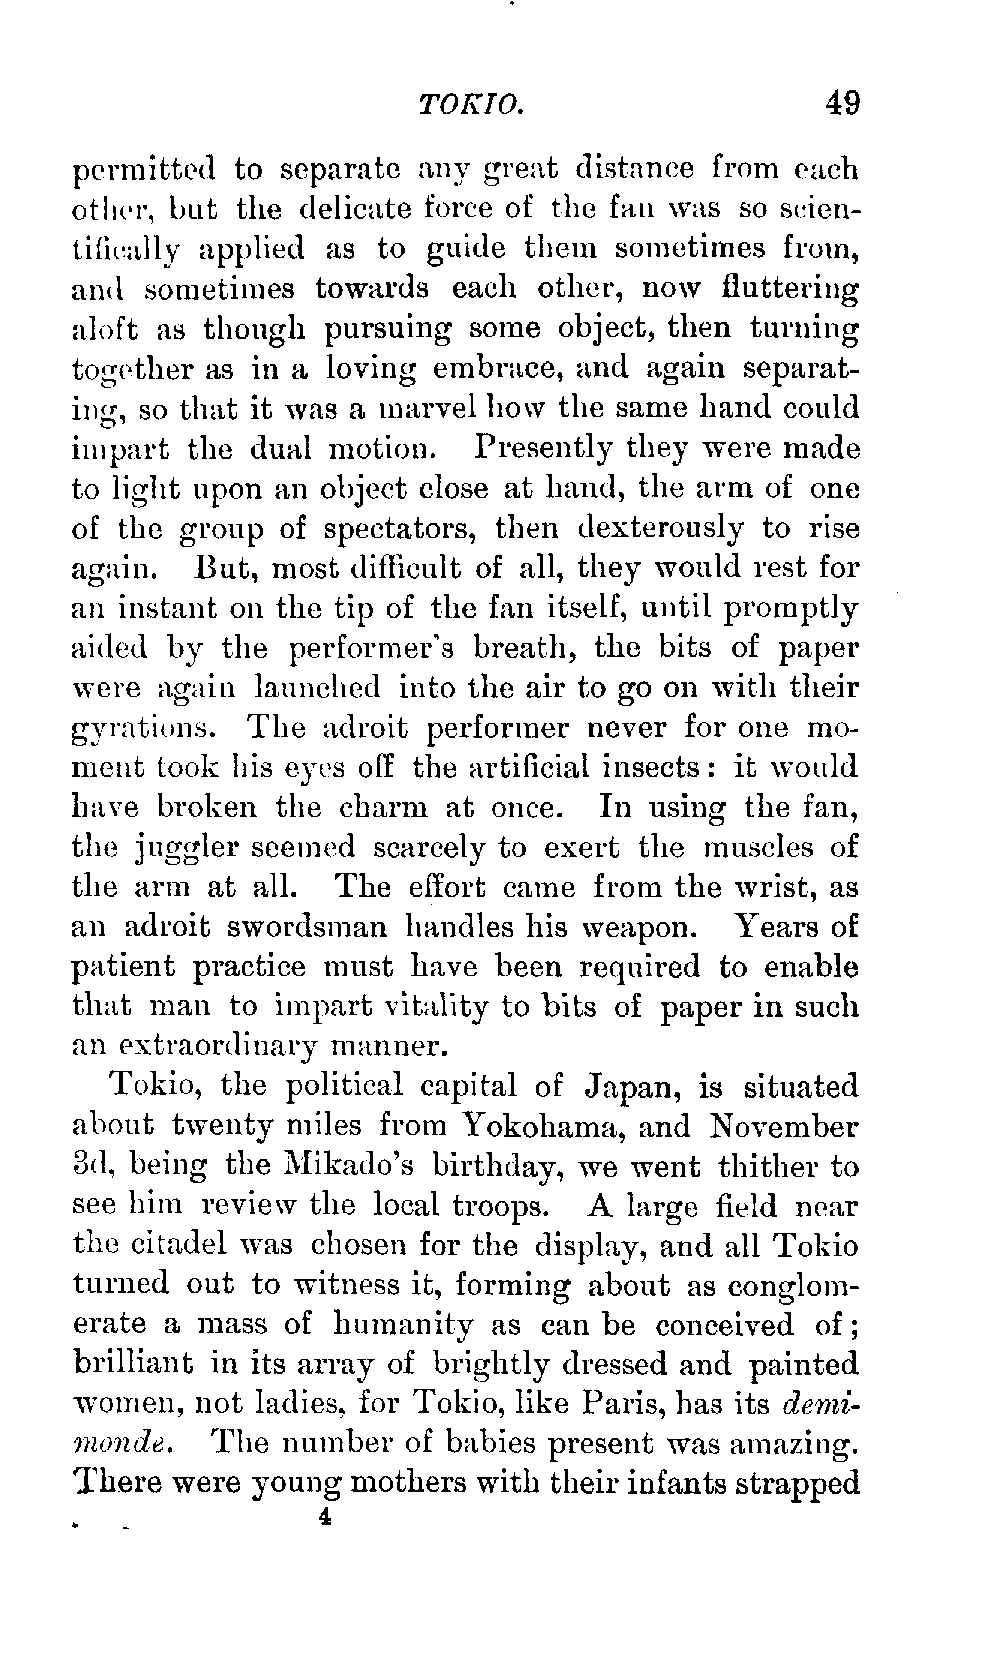 TOKIO. 49
permitted to separate any great distance from each
other, but the delicate force of the fan was so scien-
tifically applied as to guide them sometimes from,
and sometimes towards each other, now fluttering
aloft as though pursuing some object, then turning
together as in a loving embrace, and again separat-
ing, so that it was a marvel how the same hand could
impart the dual motion. Presently they were made
to light upon an object close at hand, the arm of one
of the group of spectators, then dexterously to rise
again. But, most difficult of all, they would rest for
an instant on the tip of the fan itself, until promptly
aided by the performer's breath, the bits of paper
were again launched into the air to go on with their
gyrations. The adroit performer never for one mo-
ment took his eyes off the artificial insects: it would
have broken the charm at once. In using the fan,
the juggler seemed scarcely to exert the muscles of
the arm at all. The effort came from the wrist, as
an adroit swordsman handles his weapon. Years of
patient practice must have been required to enable
that man to impart vitality to bits of paper in such
an extraordinary manner.
Tokio, the political capital of Japan, is situated
about twenty miles from Yokohama, and November
3d, being the Mikado's birthday, we went thither to
see him review the local troops. A large field near
the citadel was chosen for the display, and all Tokio
turned out to witness it, forming about as conglom-
erate a mass of humanity as can be conceived of;
brilliant in its array of brightly dressed and painted
women, not ladies, for Tokio, like Paris, has its demi-
monde. The number of babies present was amazing.
There were young mothers with their infants strapped
4